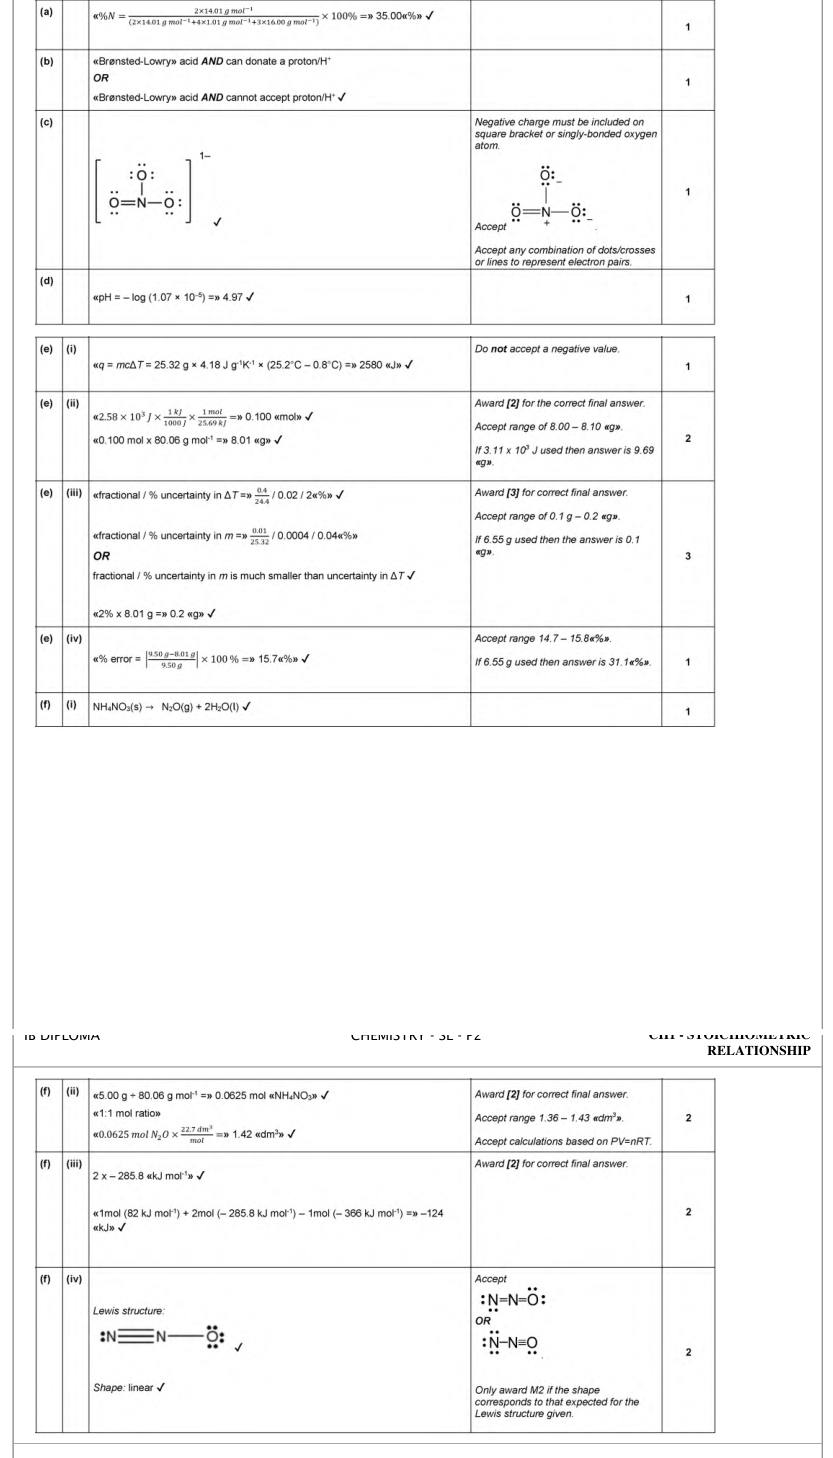 (a) «%N = 2×14.01 g mol⁻¹ / (2×14.01 g mol⁻¹+4×1.01 g mol⁻¹+3×16.00 g mol⁻¹) × 100% =» 35.00«%» ✓ 1
(b) «Brønsted-Lowry» acid AND can donate a proton/H⁺
OR
«Brønsted-Lowry» acid AND cannot accept proton/H⁺ ✓ 1
(c) Negative charge must be included on
square bracket or singly-bonded oxygen
atom.
1–
:O:
O=N—O: ✓
O: –
O=N—O: –
+
Accept
1
Accept any combination of dots/crosses
or lines to represent electron pairs.
(d)
«pH = – log (1.07 × 10⁻⁵) =» 4.97 ✓ 1
(e) (i) Do not accept a negative value.
«q = mcΔT = 25.32 g × 4.18 J g⁻¹K⁻¹ × (25.2°C – 0.8°C) =» 2580 «J» ✓ 1
(e) (ii) Award [2] for the correct final answer.
«2.58 × 10³ J × 1 kJ / 1000 J × 1 mol / 25.69 kJ =» 0.100 «mol» ✓
Accept range of 8.00 – 8.10 «g».
«0.100 mol x 80.06 g mol⁻¹ =» 8.01 «g» ✓ 2
If 3.11 x 10³ J used then answer is 9.69
«g».
(e) (iii) «fractional / % uncertainty in ΔT =» 0.4 / 24.4 / 0.02 / 2«%» ✓ Award [3] for correct final answer.
Accept range of 0.1 g – 0.2 «g».
«fractional / % uncertainty in m =» 0.01 / 25.32 / 0.0004 / 0.04«%» If 6.55 g used then the answer is 0.1
«g».
OR 3
fractional / % uncertainty in m is much smaller than uncertainty in ΔT ✓
«2% x 8.01 g =» 0.2 «g» ✓
(e) (iv) Accept range 14.7 – 15.8«%».
«% error = |9.50 g−8.01 g / 9.50 g| × 100 % =» 15.7«%» ✓ If 6.55 g used then answer is 31.1«%». 1
(f) (i) NH₄NO₃(s) → N₂O(g) + 2H₂O(l) ✓ 1
IB DIPLOMA CHEMISTRY - SL - P2 CH1 - STOICHIOMETRIC
RELATIONSHIP
(f) (ii) «5.00 g ÷ 80.06 g mol⁻¹ =» 0.0625 mol «NH₄NO₃» ✓ Award [2] for correct final answer.
«1:1 mol ratio» Accept range 1.36 – 1.43 «dm³». 2
«0.0625 mol N₂O × 22.7 dm³ / mol =» 1.42 «dm³» ✓ Accept calculations based on PV=nRT.
(f) (iii) Award [2] for correct final answer.
2 x – 285.8 «kJ mol⁻¹» ✓
«1mol (82 kJ mol⁻¹) + 2mol (– 285.8 kJ mol⁻¹) – 1mol (– 366 kJ mol⁻¹) =» –124 2
«kJ» ✓
(f) (iv) Accept
:N=N=O:
Lewis structure:
OR
:N≡N—O: ✓
:N–N≡O
2
Shape: linear ✓ Only award M2 if the shape
corresponds to that expected for the
Lewis structure given.